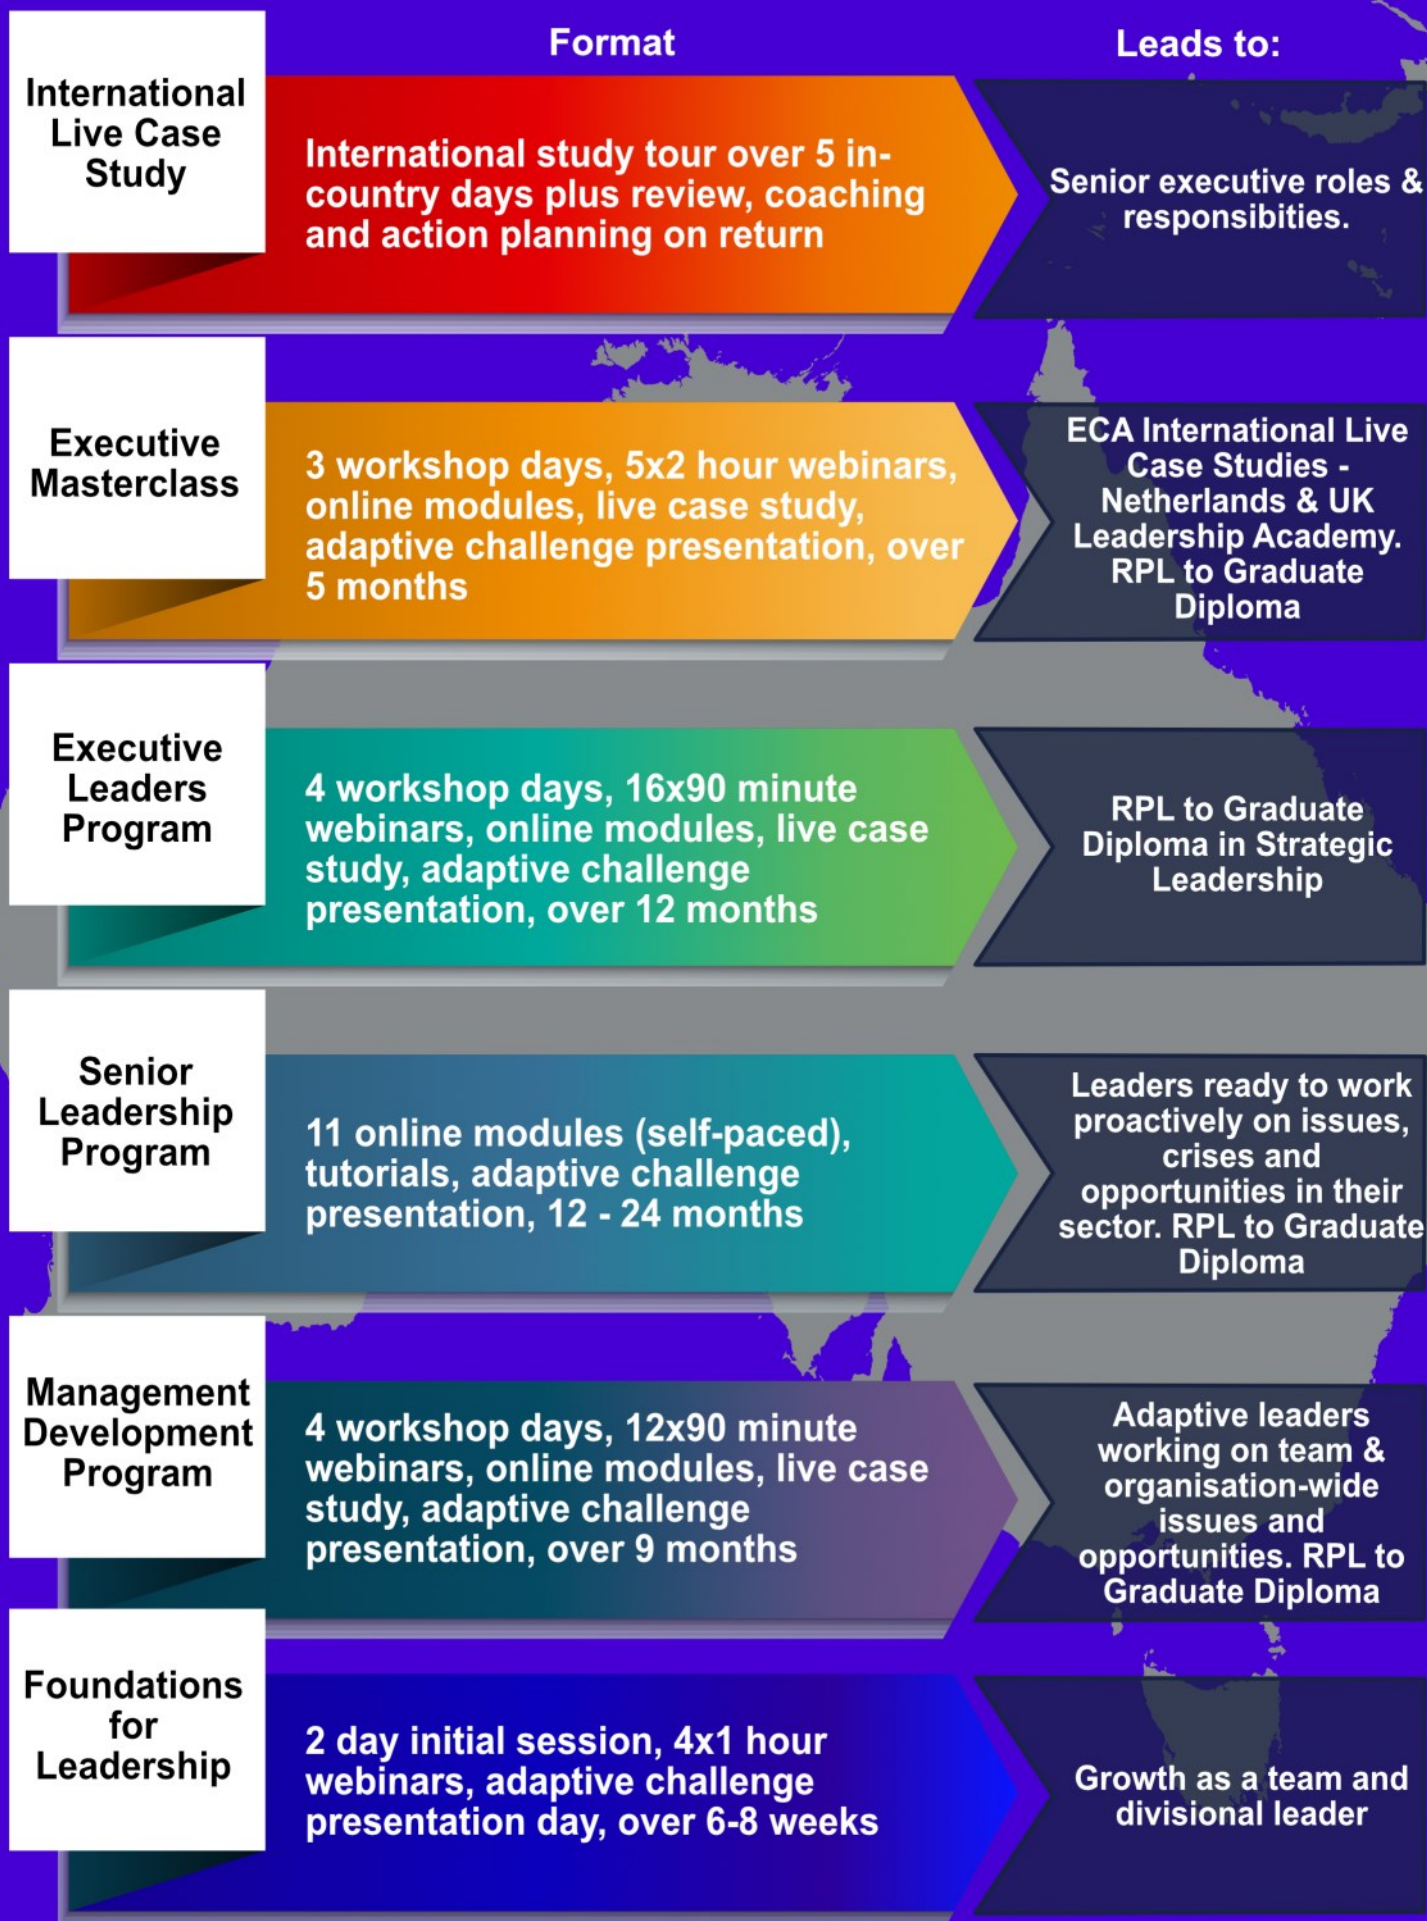 Format
Leads to:
International
Live Case
Study
International study tour over 5 in-
country days plus review, coaching
and action planning on return
Senior executive roles &
responsibities.
Executive
Masterclass
3 workshop days, 5x2 hour webinars,
online modules, live case study,
adaptive challenge presentation, over
5 months
ECA International Live
Case Studies -
Netherlands & UK
Leadership Academy.
RPL to Graduate
Diploma
Executive
Leaders
Program
4 workshop days, 16x90 minute
webinars, online modules, live case
study, adaptive challenge
presentation, over 12 months
RPL to Graduate
Diploma in Strategic
Leadership
Senior
Leadership
Program
11 online modules (self-paced),
tutorials, adaptive challenge
presentation, 12 - 24 months
Leaders ready to work
proactively on issues,
crises and
opportunities in their
sector. RPL to Graduate
Diploma
Management
Development
Program
4 workshop days, 12x90 minute
webinars, online modules, live case
study, adaptive challenge
presentation, over 9 months
Adaptive leaders
working on team &
organisation-wide
issues and
opportunities. RPL to
Graduate Diploma
Foundations
for
Leadership
2 day initial session, 4x1 hour
webinars, adaptive challenge
presentation day, over 6-8 weeks
Growth as a team and
divisional leader